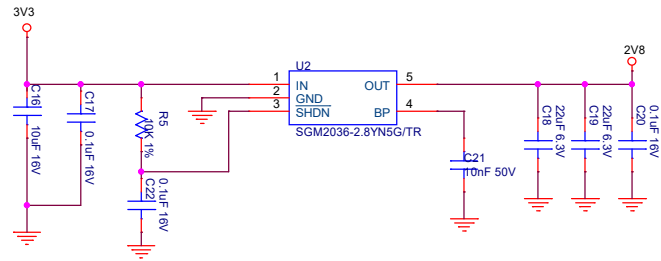 3V3
2V8
U2
1
IN
OUT
5
2
GND
3
SHDN
BP
4
SGM2036-2.8YN5G/TR
C16
10uF 16V
C17
0.1uF 16V
R5
10K 1%
C22
0.1uF 16V
C21
10nF 50V
C18
22uF 6.3V
C19
22uF 6.3V
C20
0.1uF 16V